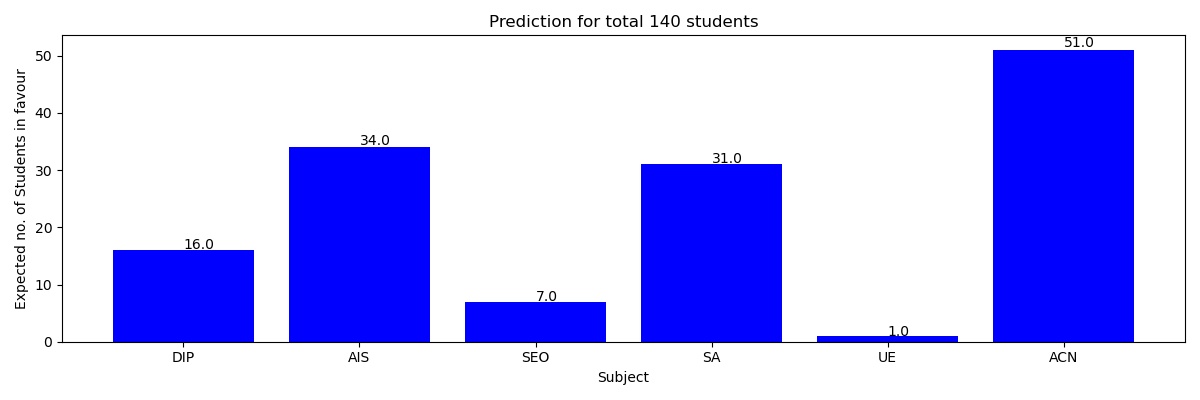 Prediction for total 140 students
Expected no. of Students in favour
50
40
30
20
10
0
16.0
34.0
7.0
31.0
1.0
51.0
DIP
AIS
SEO
SA
UE
ACN
Subject